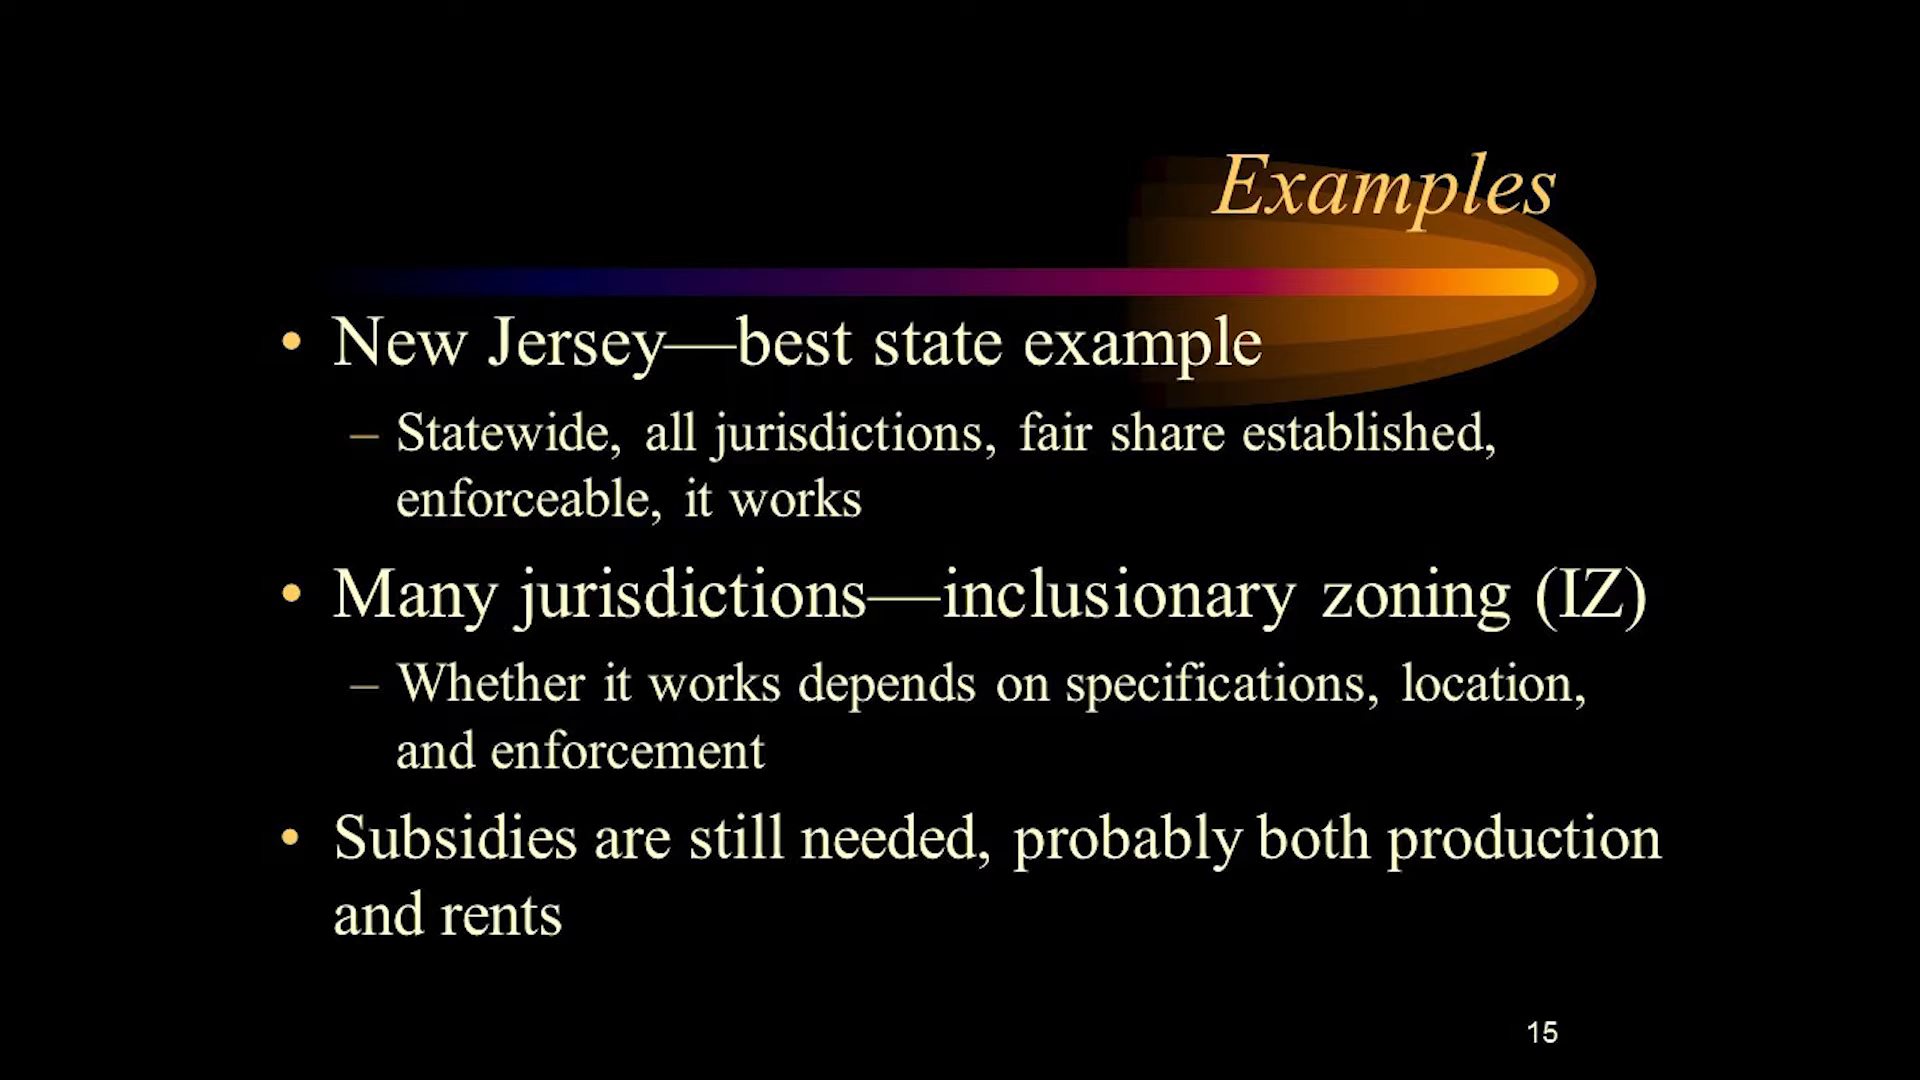 Examples
• New Jersey—best state example
– Statewide, all jurisdictions, fair share established,
enforceable, it works
• Many jurisdictions—inclusionary zoning (IZ)
– Whether it works depends on specifications, location,
and enforcement
• Subsidies are still needed, probably both production
and rents
15